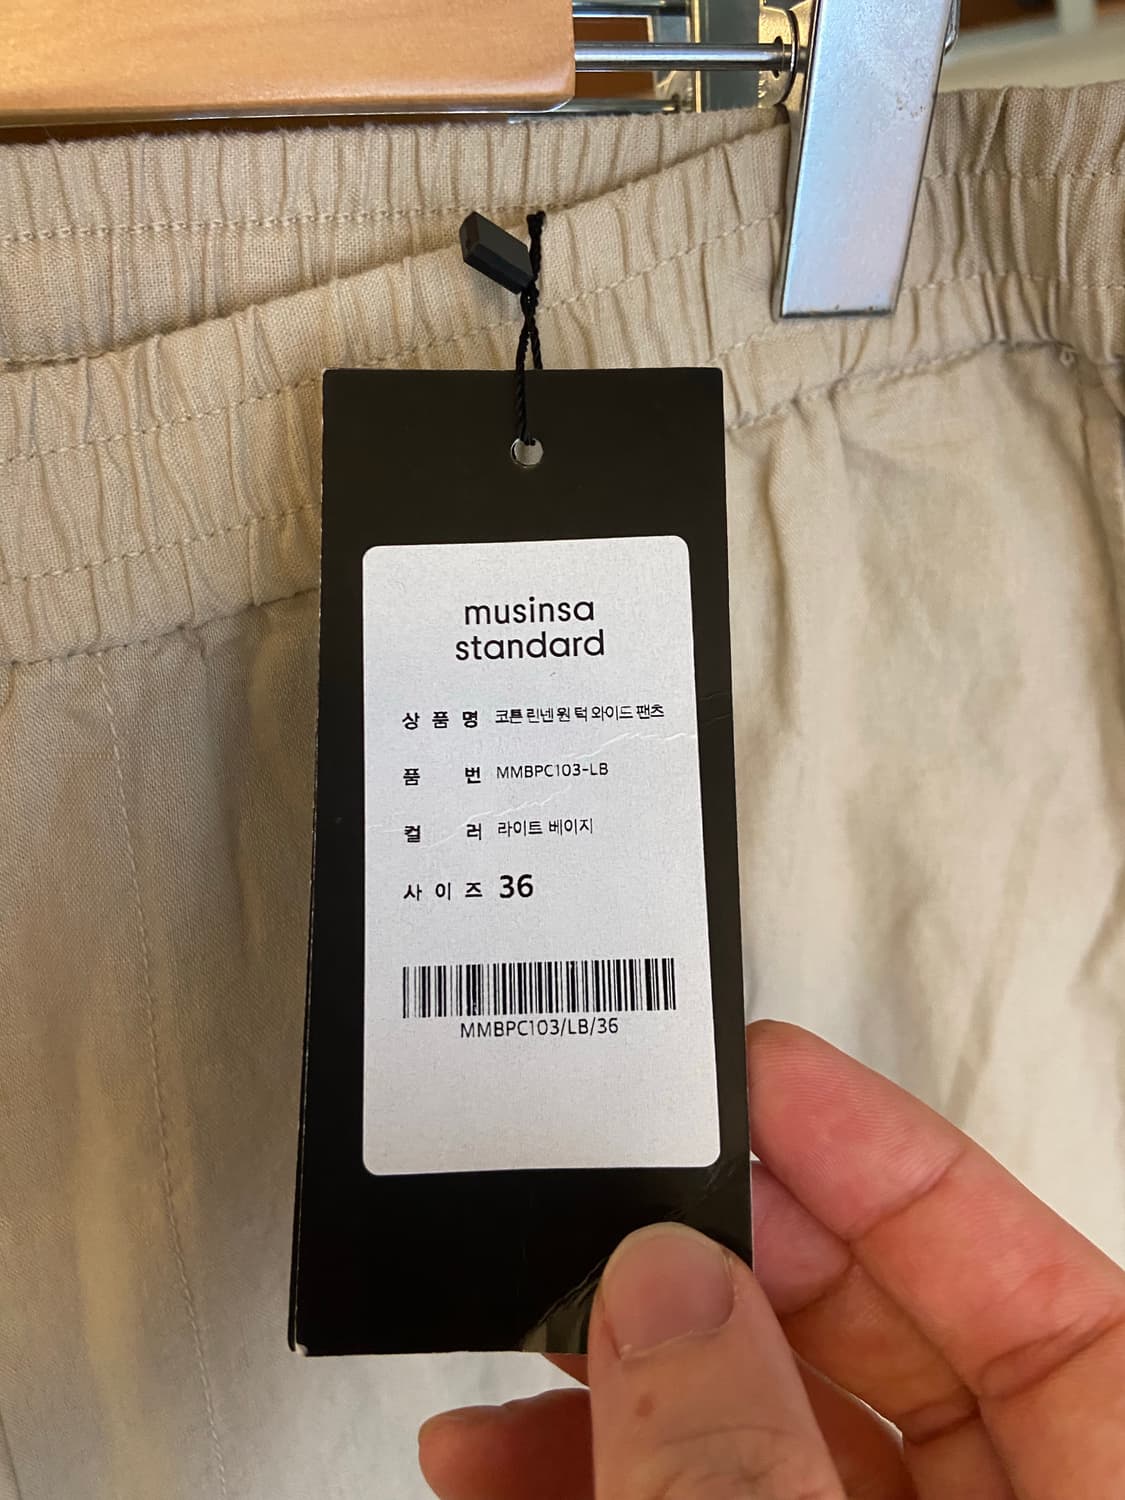 musinsa
standard
상 품 명 코튼 린넨 원 턱 와이드 팬츠
품 번 MMBPC103-LB
컬 러 라이트 베이지
사 이 즈 36
MMBPC103/LB/36